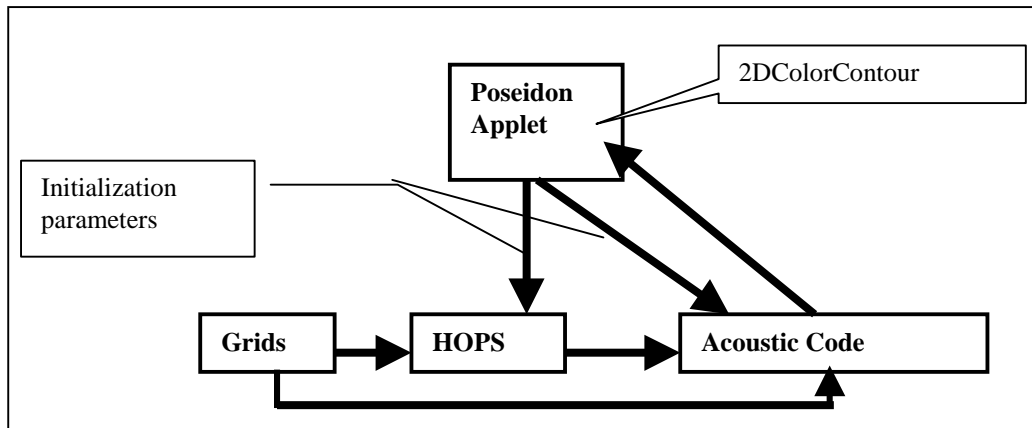 2DColorContour
Poseidon
Applet
Initialization
parameters
Grids
HOPS
Acoustic Code